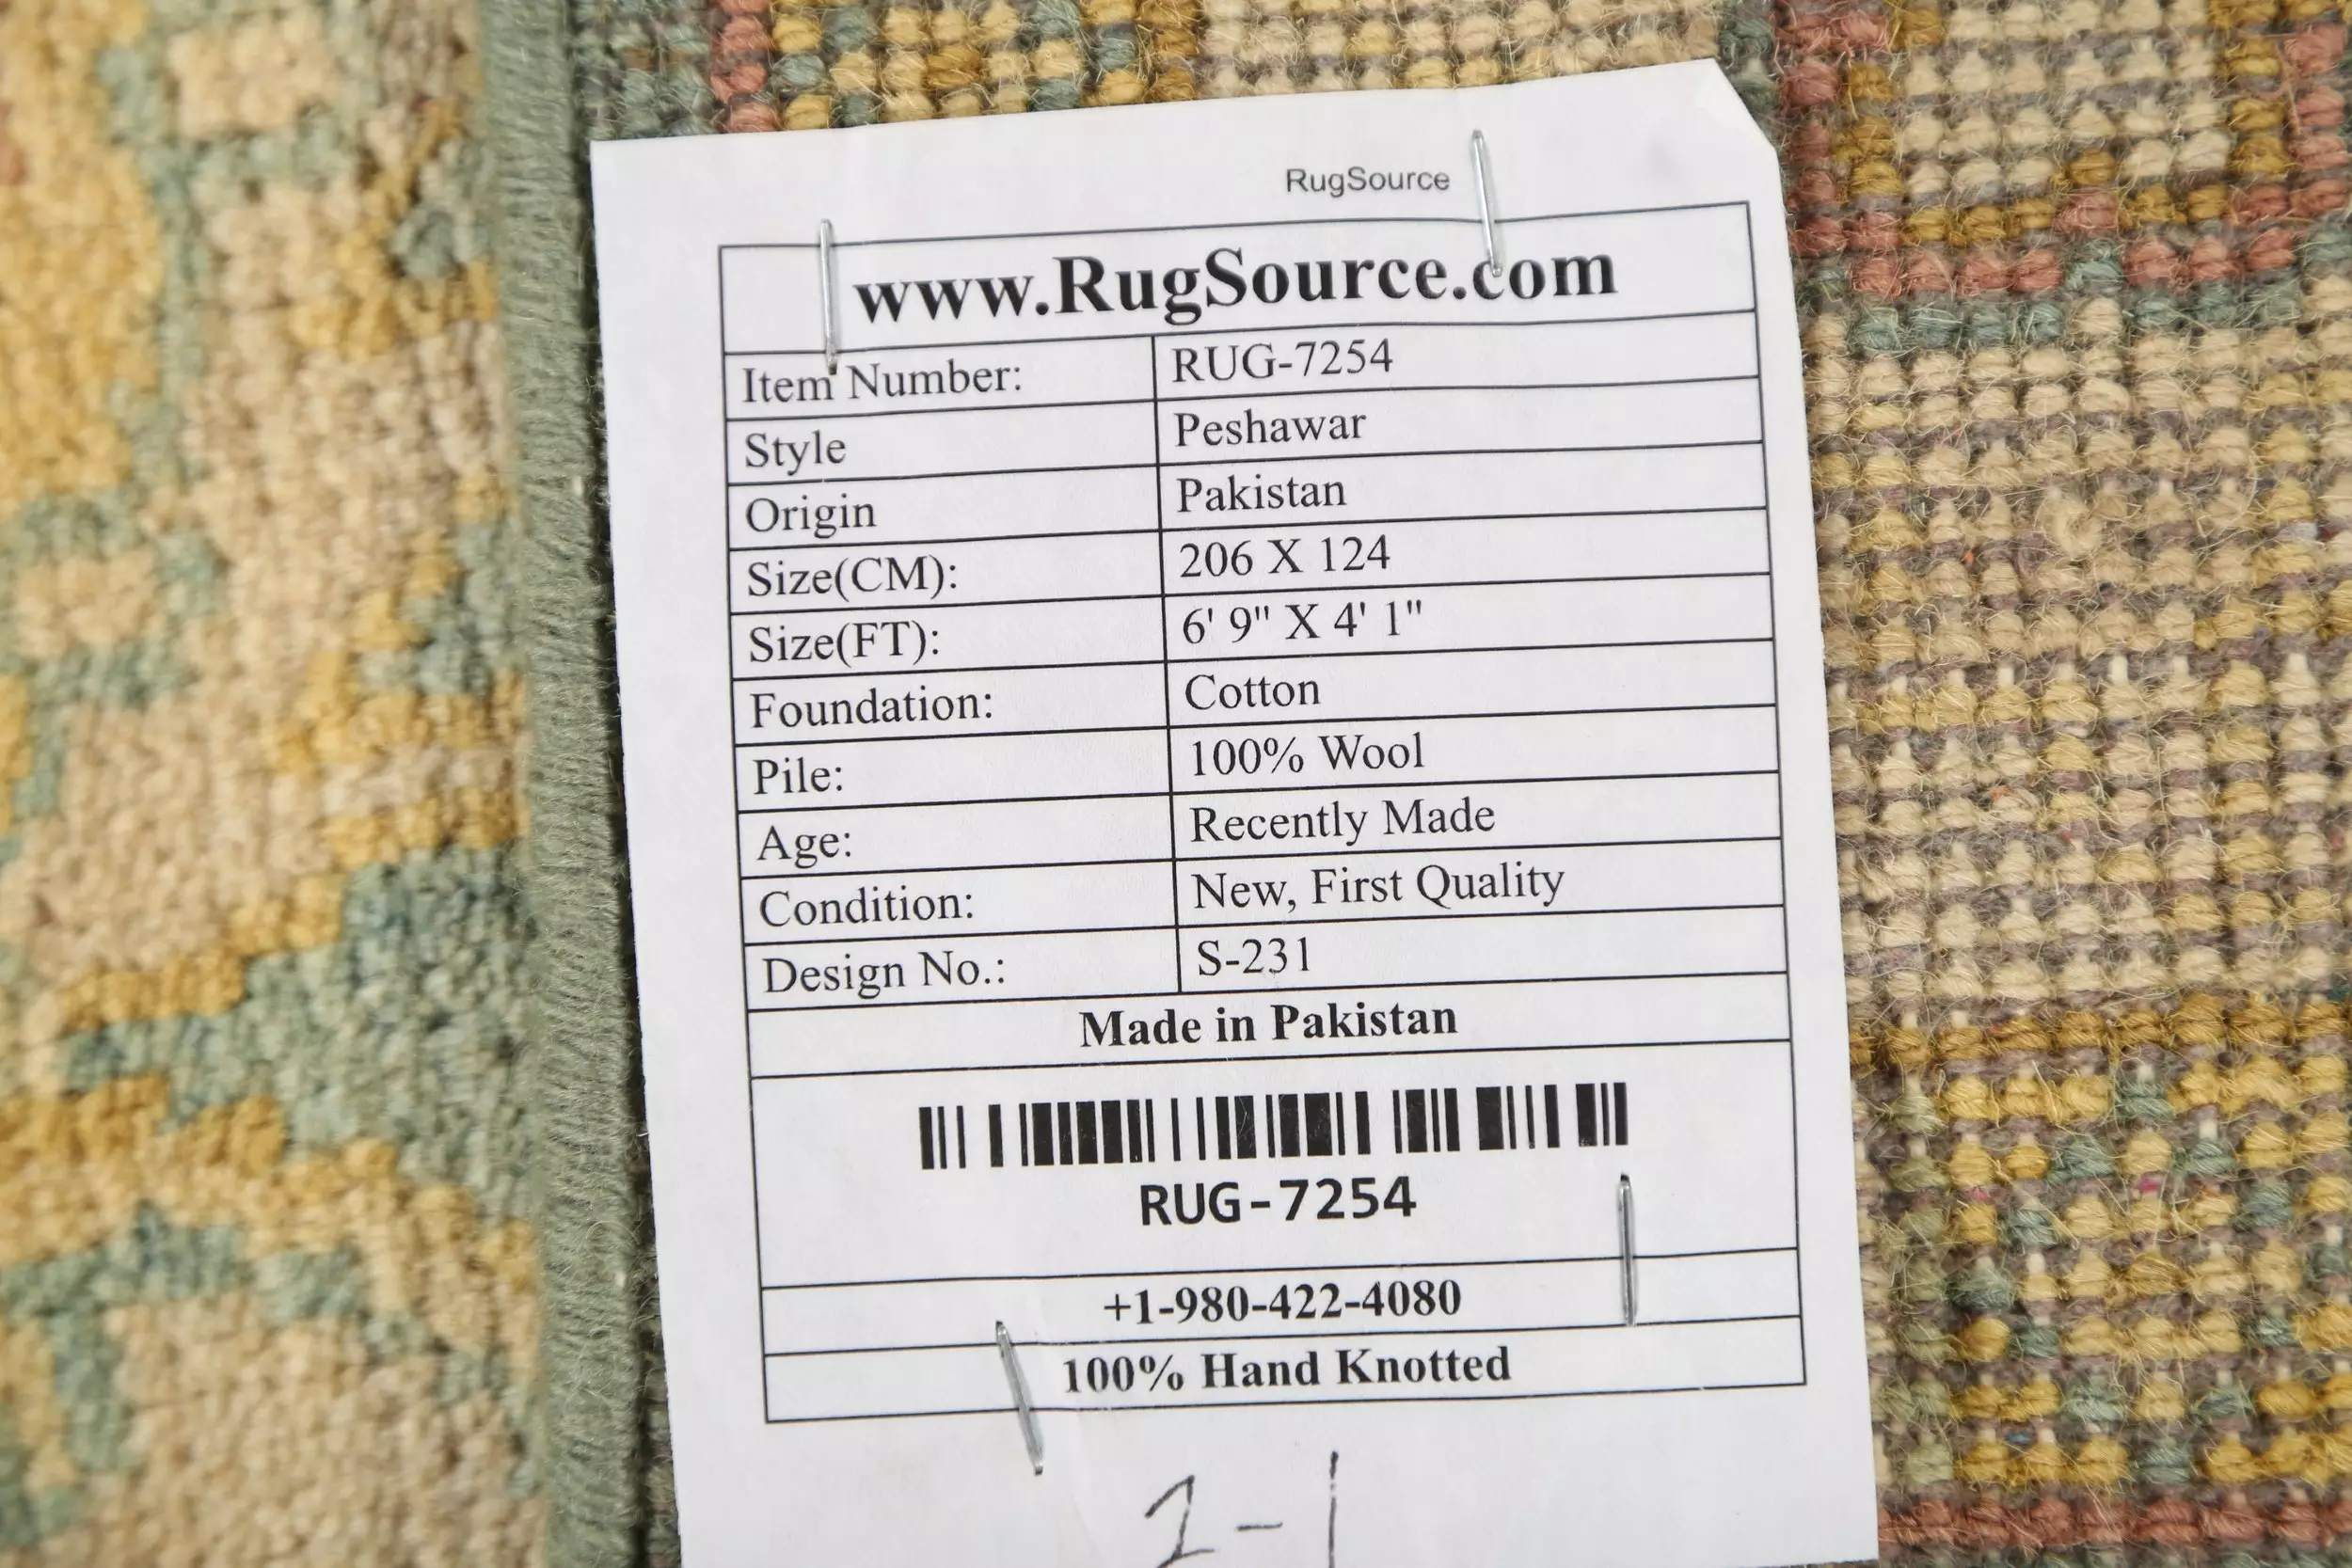 RugSource
www.RugSource.com
Item Number: RUG-7254
Style Peshawar
Origin Pakistan
Size(CM): 206 X 124
Size(FT): 6' 9" X 4' 1"
Foundation: Cotton
Pile: 100% Wool
Age: Recently Made
Condition: New, First Quality
Design No.: S-231
Made in Pakistan
RUG-7254
+1-980-422-4080
100% Hand Knotted
2-1